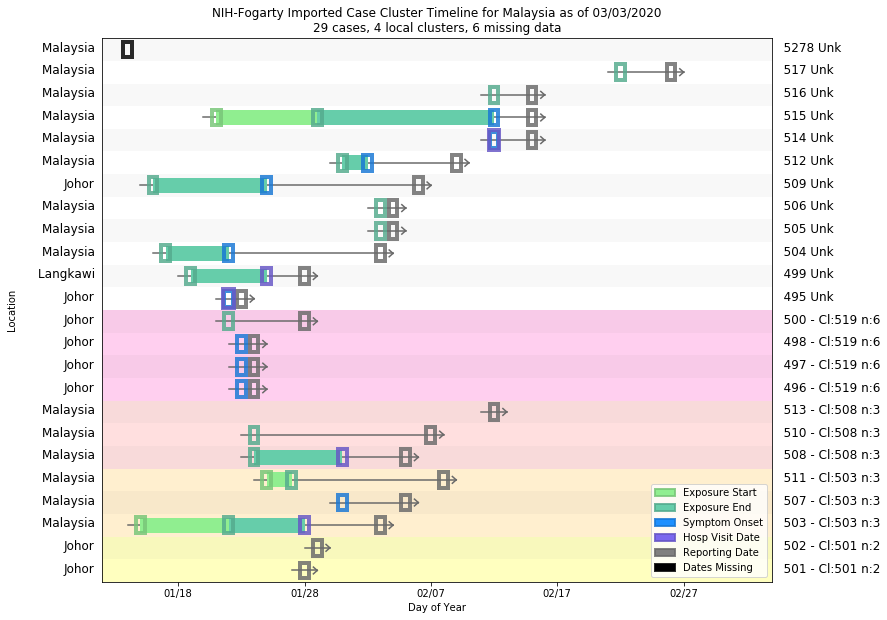 NIH-Fogarty Imported Case Cluster Timeline for Malaysia as of 03/03/2020
29 cases, 4 local clusters, 6 missing data
Malaysia 5278 Unk
Malaysia 517 Unk
Malaysia 516 Unk
Malaysia 515 Unk
Malaysia 514 Unk
Malaysia 512 Unk
Johor 509 Unk
Malaysia 506 Unk
Malaysia 505 Unk
Malaysia 504 Unk
Langkawi 499 Unk
Johor 495 Unk
Johor 500 - Cl:519 n:6
Johor 498 - Cl:519 n:6
Johor 497 - Cl:519 n:6
Johor 496 - Cl:519 n:6
Malaysia 513 - Cl:508 n:3
Malaysia 510 - Cl:508 n:3
Malaysia 508 - Cl:508 n:3
Malaysia 511 - Cl:503 n:3
Malaysia 507 - Cl:503 n:3
Malaysia 503 - Cl:503 n:3
Johor 502 - Cl:501 n:2
Johor 501 - Cl:501 n:2
Location
Exposure Start
Exposure End
Symptom Onset
Hosp Visit Date
Reporting Date
Dates Missing
01/18 01/28 02/07 02/17 02/27
Day of Year